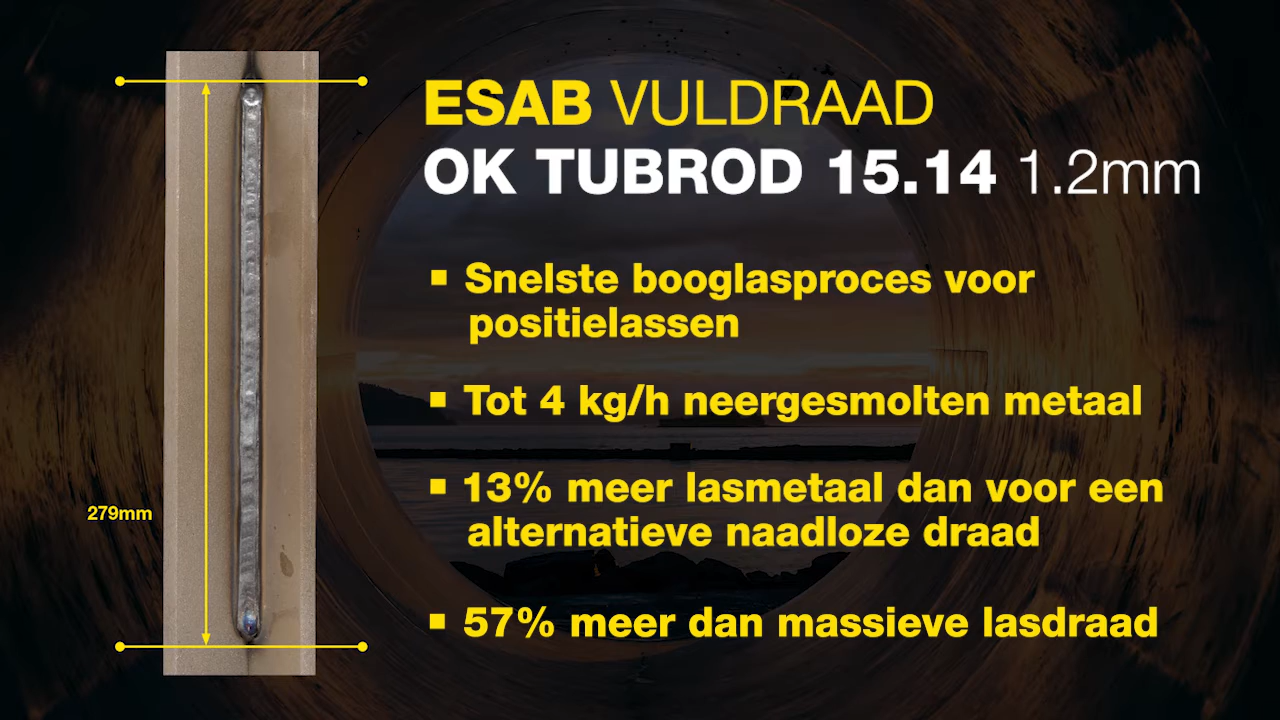 ESAB VULDRAAD
OK TUBROD 15.14 1.2mm
▪ Snelste booglasproces voor
positielassen
▪ Tot 4 kg/h neergesmolten metaal
▪ 13% meer lasmetaal dan voor een
alternatieve naadloze draad
▪ 57% meer dan massieve lasdraad
279mm